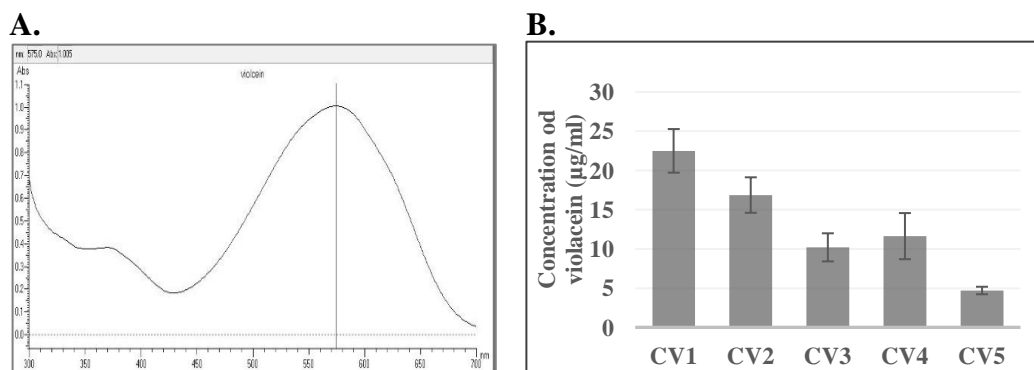 A.
B.
nm 575.0 Abs 1.005
Abs
violcein
1.1
1.0
0.9
0.8
0.7
0.6
0.5
0.4
0.3
0.2
0.1
0.0
300 350 400 450 500 550 600 650 700 nm
Concentration od
violacein (µg/ml)
30
25
20
15
10
5
0
CV1 CV2 CV3 CV4 CV5